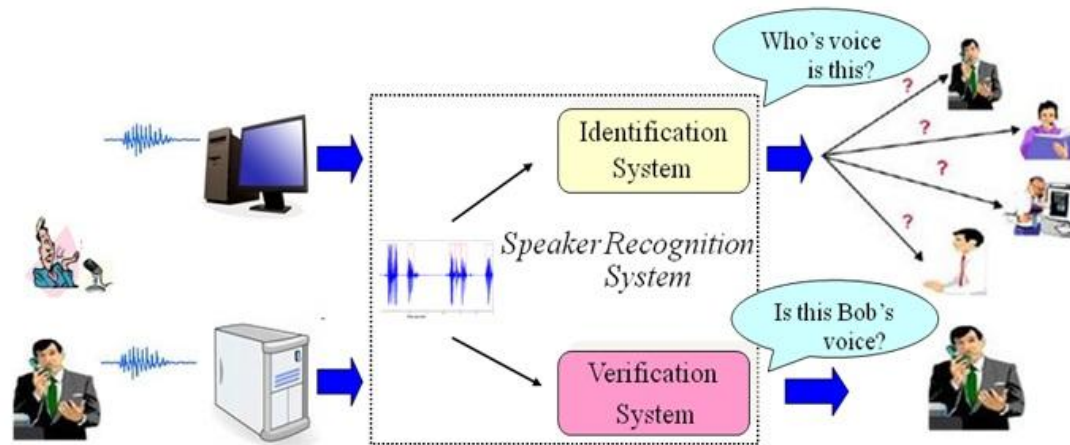 Who's voice
is this?
?
?
?
?
Identification
System
Speaker Recognition
System
Is this Bob's
voice?
Verification
System